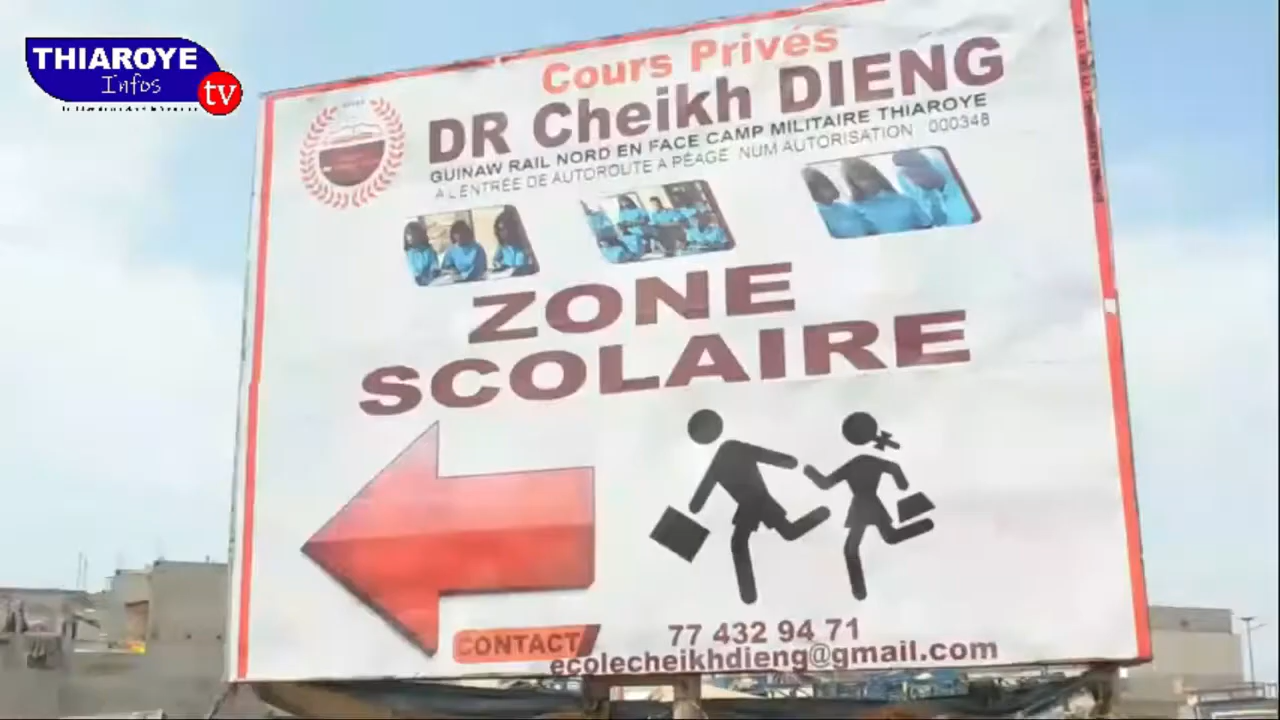 THIAROYE
Infos
tv
Cours Privés
DR Cheikh DIENG
GUINAW RAIL NORD EN FACE CAMP MILITAIRE THIAROYE
A L'ENTRÉE DE AUTOROUTE A PÉAGE NUM AUTORISATION 000348
ZONE
SCOLAIRE
CONTACT
77 432 94 71
ecolecheikhdieng@gmail.com